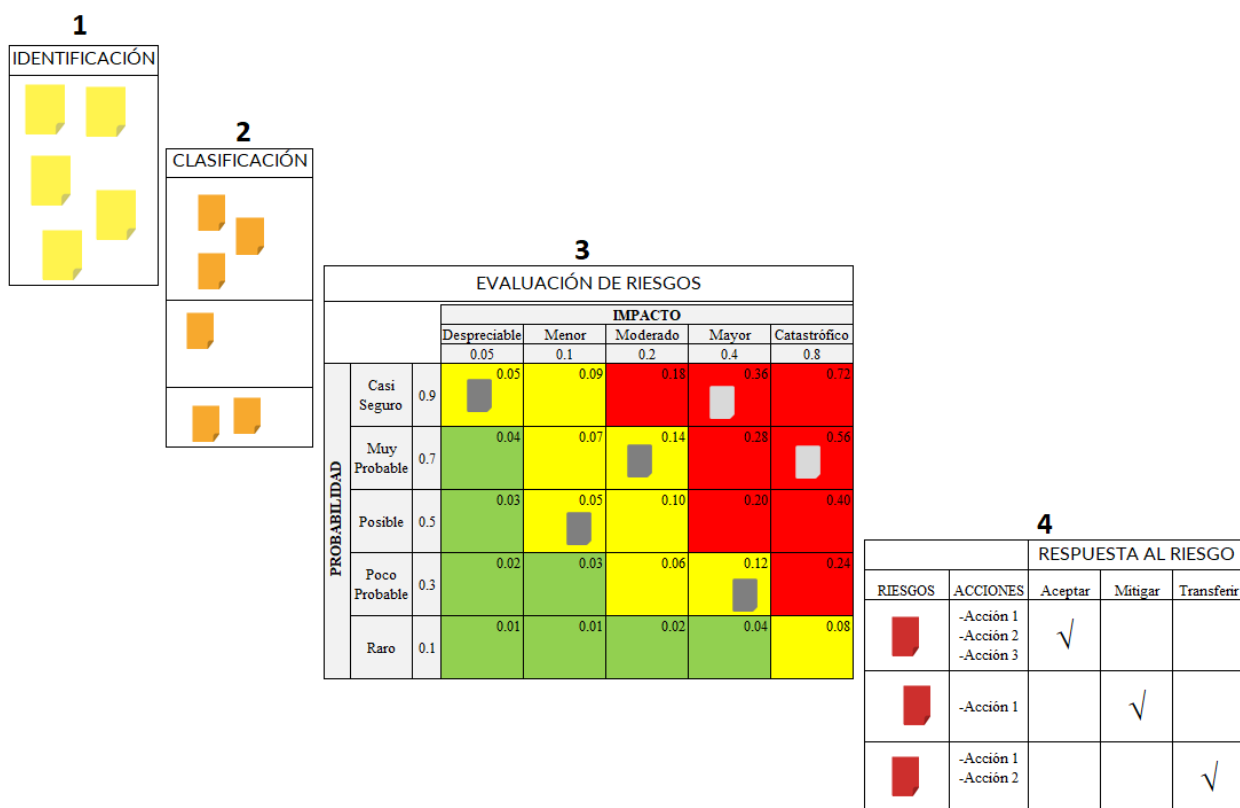 1
IDENTIFICACIÓN
2
CLASIFICACIÓN
3
EVALUACIÓN DE RIESGOS
IMPACTO
Despreciable Menor Moderado Mayor Catastrófico
0.05 0.1 0.2 0.4 0.8
PROBABILIDAD
Casi
Seguro
0.9 0.05 0.09 0.18 0.36 0.72
Muy
Probable
0.7 0.04 0.07 0.14 0.28 0.56
Posible 0.5 0.03 0.05 0.10 0.20 0.40
Poco
Probable
0.3 0.02 0.03 0.06 0.12 0.24
Raro 0.1 0.01 0.01 0.02 0.04 0.08
4
RESPUESTA AL RIESGO
RIESGOS ACCIONES Aceptar Mitigar Transferir
-Acción 1
-Acción 2
-Acción 3
√
-Acción 1 √
-Acción 1
-Acción 2
√